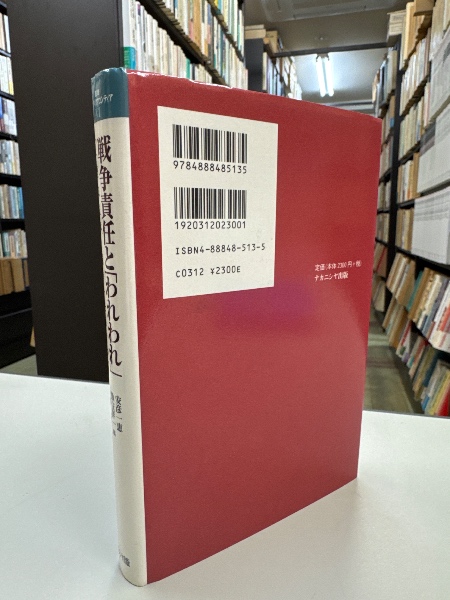 戦争責任と「われわれ」
安彦一恵
9784888485135
1920312023001
ISBN4-88848-513-5
C0312 ¥2300E
定価(本体2300円+税)
ナカニシヤ出版